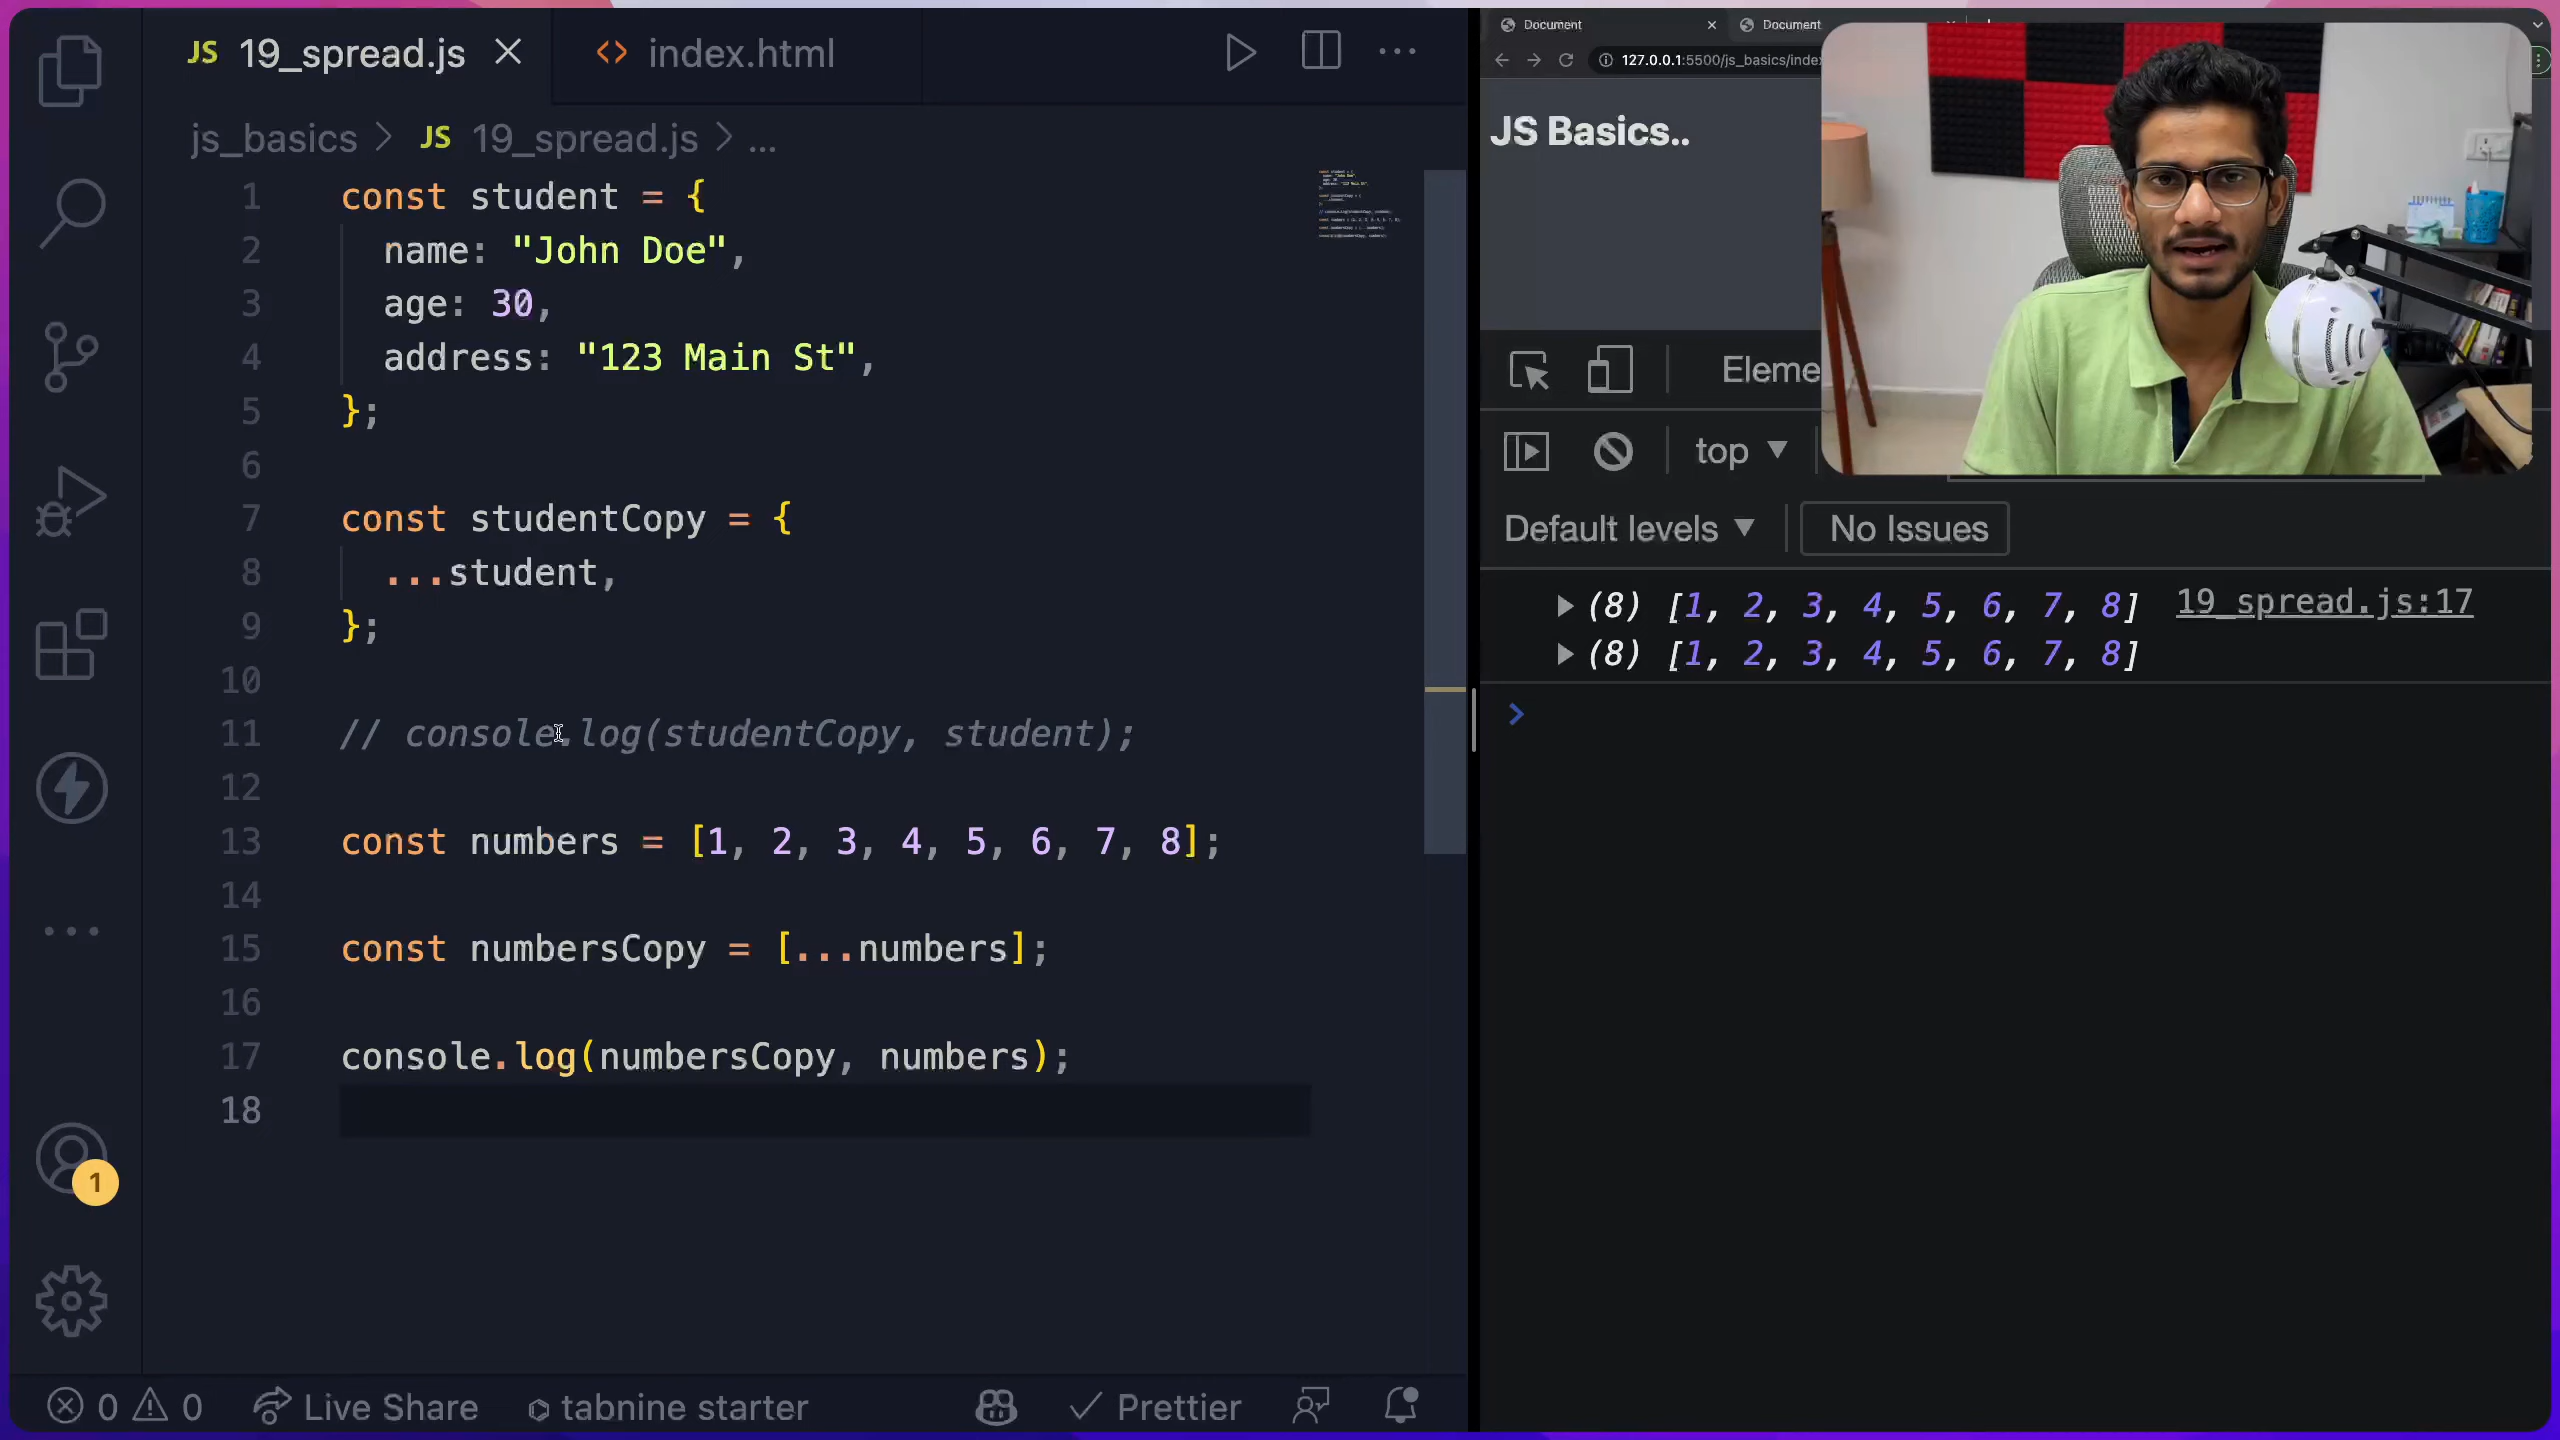 JS 19_spread.js
index.html
js_basics > JS 19_spread.js > ...
1 const student = {
2 name: "John Doe",
3 age: 30,
4 address: "123 Main St",
5 };
6
7 const studentCopy = {
8 ...student,
9 };
10
11 // console.log(studentCopy, student);
12
13 const numbers = [1, 2, 3, 4, 5, 6, 7, 8];
14
15 const numbersCopy = [...numbers];
16
17 console.log(numbersCopy, numbers);
18
1
0 0 Live Share tabnine starter Prettier
Document Document
127.0.0.1:5500/js_basics/index
JS Basics..
Eleme
top
Default levels No Issues
(8) [1, 2, 3, 4, 5, 6, 7, 8] 19_spread.js:17
(8) [1, 2, 3, 4, 5, 6, 7, 8]